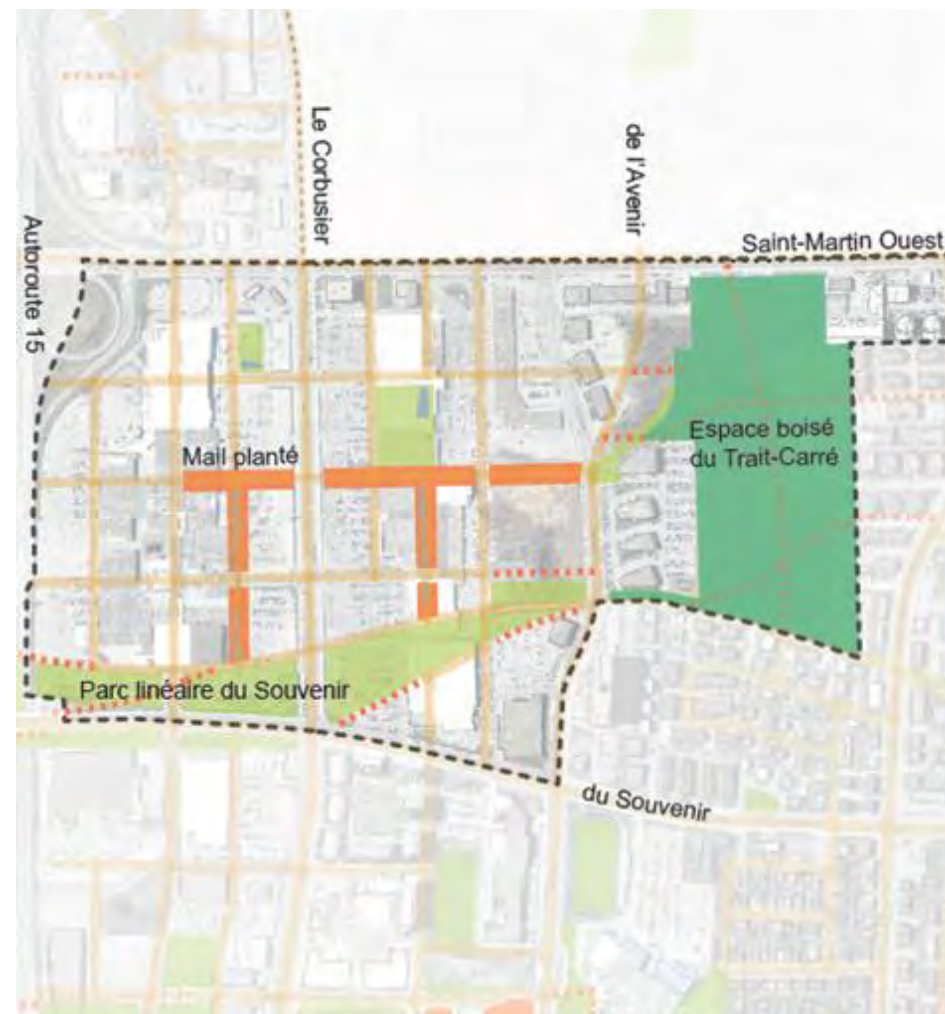 Le Corbusier
de l'Avenir
Saint-Martin Ouest
Autoroute 15
Mail planté
Espace boisé
du Trait-Carré
Parc linéaire du Souvenir
du Souvenir